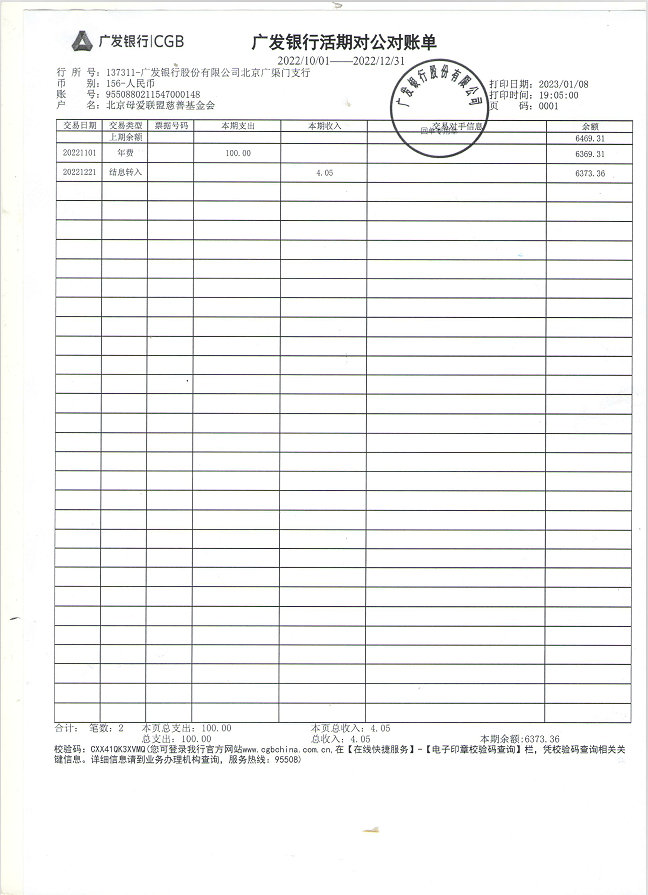 广发银行|CGB
广发银行活期对公对账单
2022/10/01——2022/12/31
行 所 号：137311-广发银行股份有限公司北京广渠门支行
币 别：156-人民币
账 号：9550880211547000148
户 名：北京母爱联盟慈善基金会
打印日期：2023/01/08
打印时间：19:05:00
页 码：0001
广发银行股份有限公司
回单专用章
交易日期 交易类型 票据号码 本期支出 本期收入 交易对手信息 余额
上期余额 6469.31
20221101 年费 100.00 6369.31
20221221 结息转入 4.05 6373.36
合计： 笔数：2 本页总支出：100.00 本页总收入：4.05
总支出：100.00 总收入：4.05 本期余额:6373.36
校验码：CXX41QK3XVMQ(您可登录我行官方网站www.cgbchina.com.cn,在【在线快捷服务】-【电子印章校验码查询】栏，凭校验码查询相关关
键信息。详细信息请到业务办理机构查询，服务热线：95508)